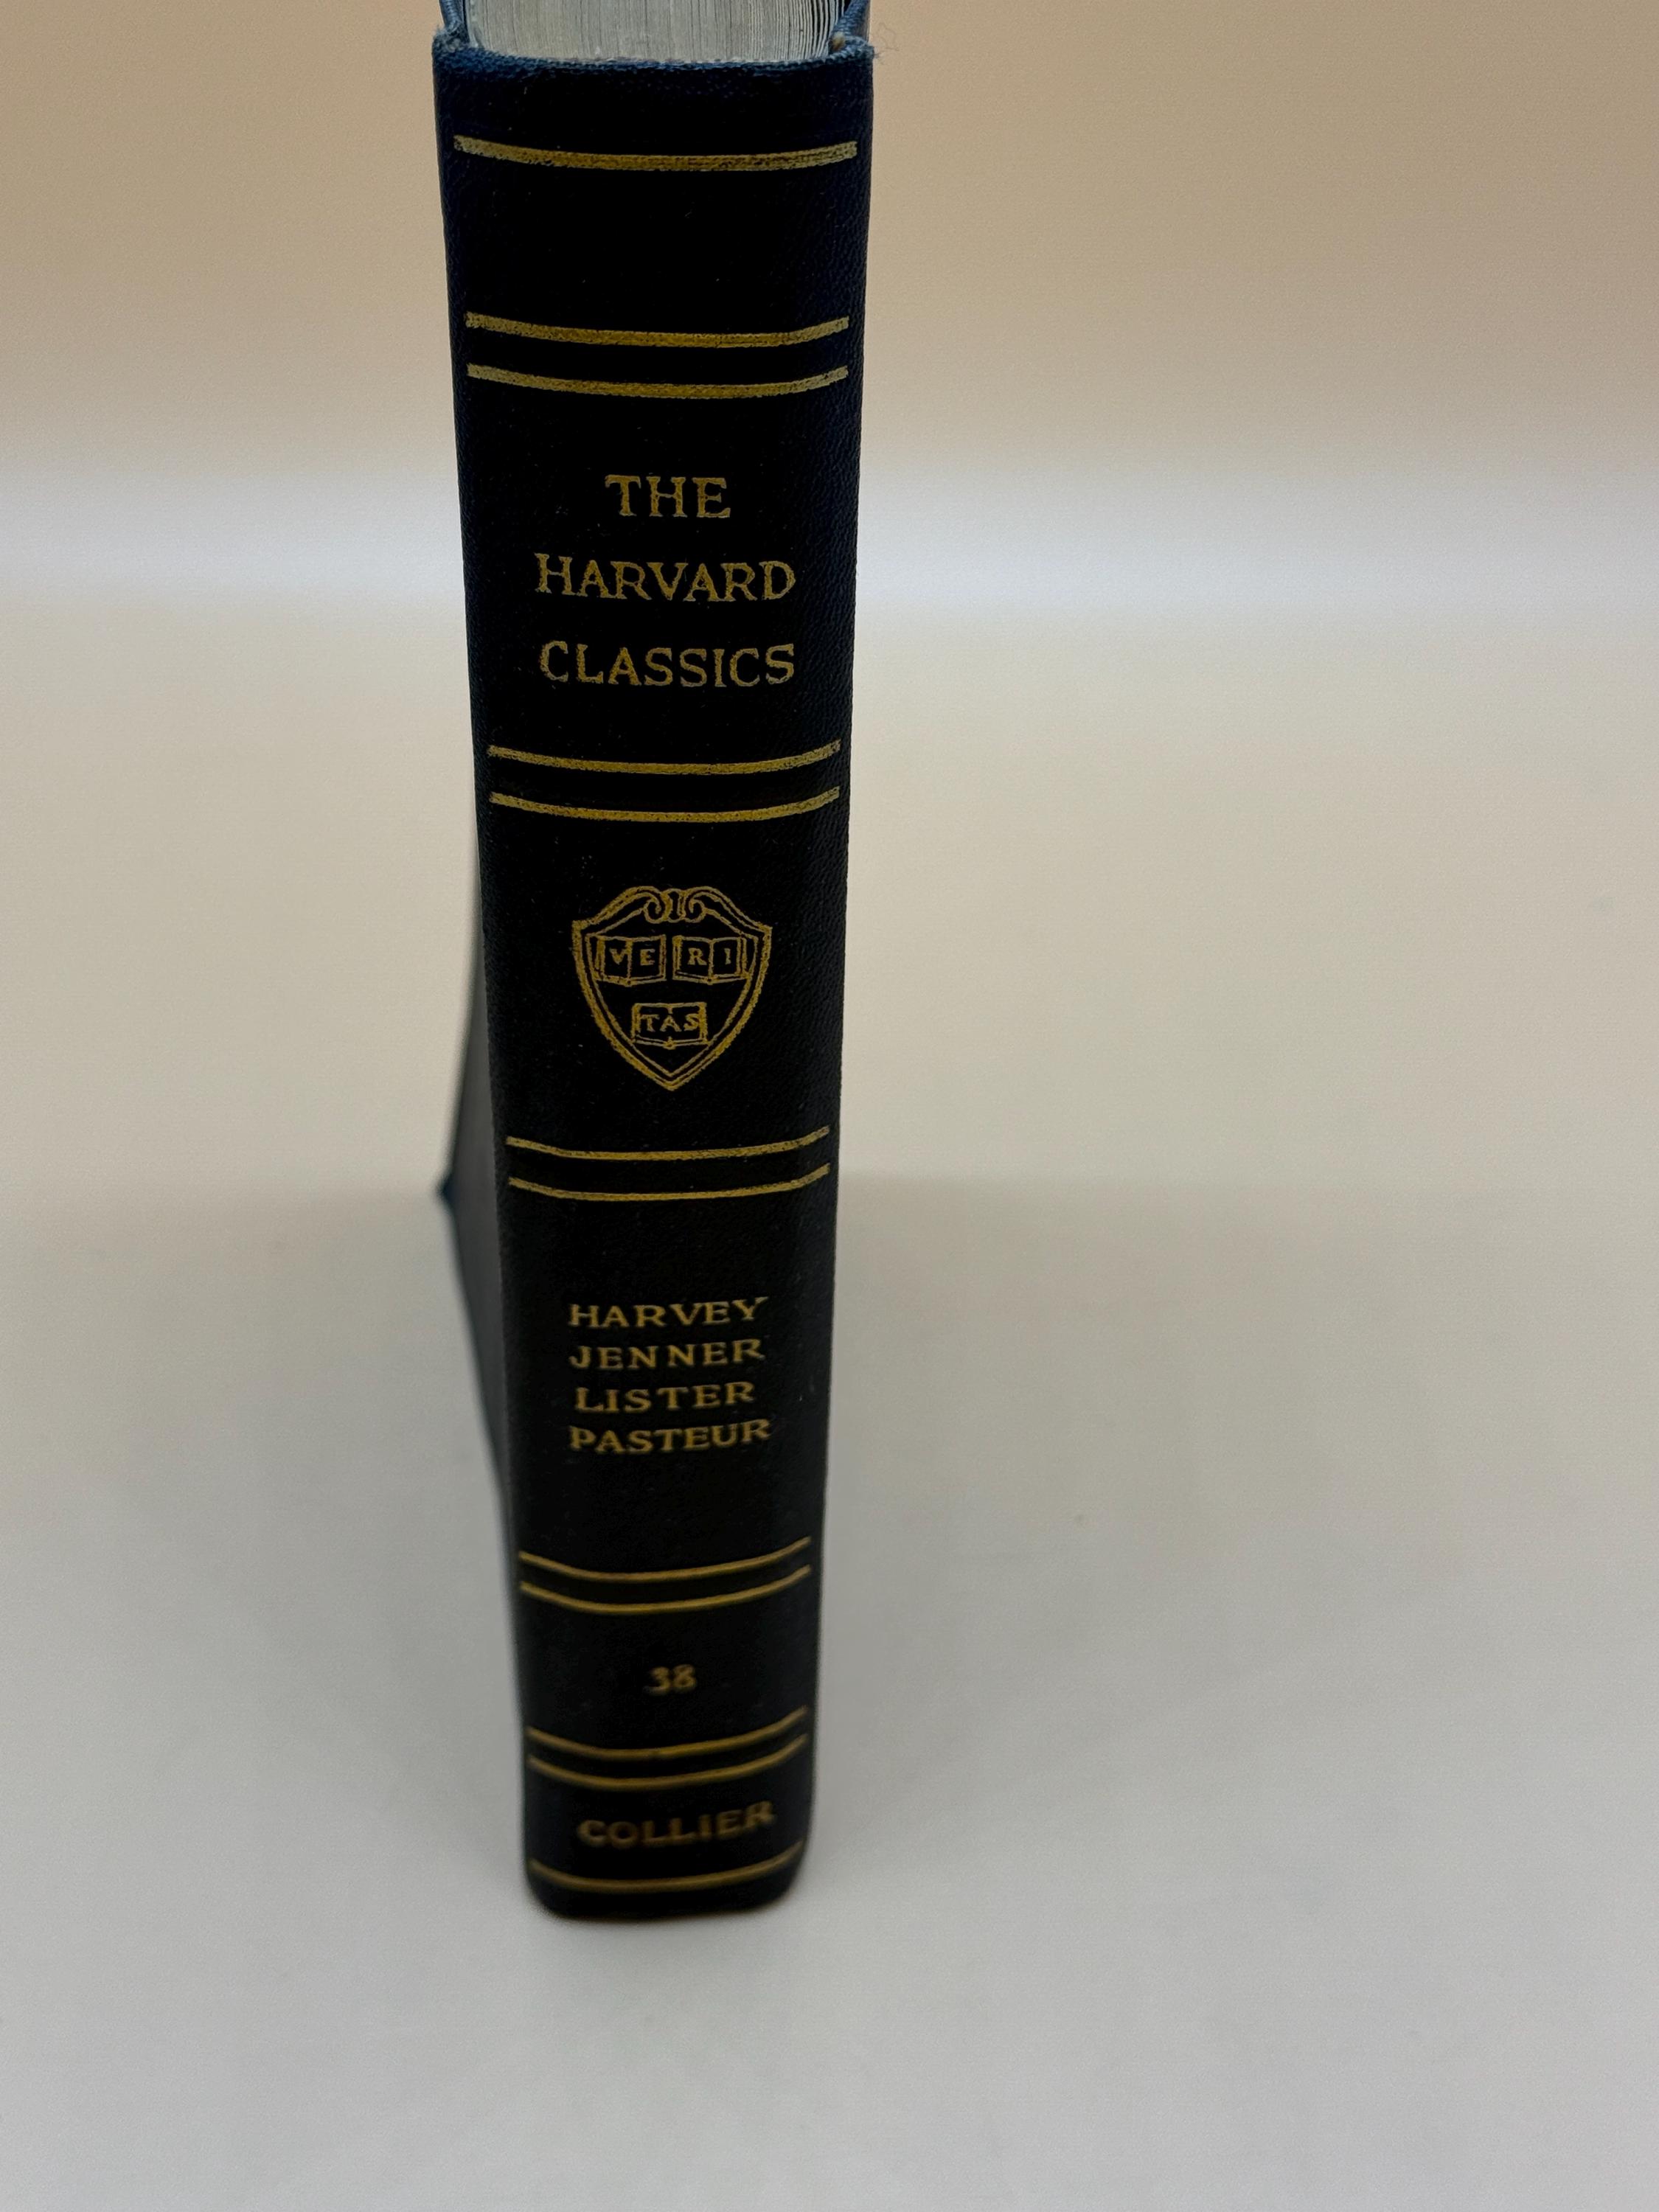 THE
HARVARD
CLASSICS
VE RI
TAS
HARVEY
JENNER
LISTER
PASTEUR
38
COLLIER